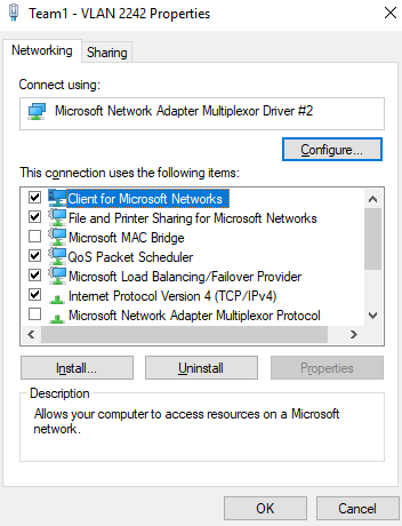 Team1 - VLAN 2242 Properties
Networking
Sharing
Connect using:
Microsoft Network Adapter Multiplexor Driver #2
Configure...
This connection uses the following items:
Client for Microsoft Networks
File and Printer Sharing for Microsoft Networks
Microsoft MAC Bridge
QoS Packet Scheduler
Microsoft Load Balancing/Failover Provider
Internet Protocol Version 4 (TCP/IPv4)
Microsoft Network Adapter Multiplexor Protocol
Install...
Uninstall
Properties
Description
Allows your computer to access resources on a Microsoft
network.
OK
Cancel